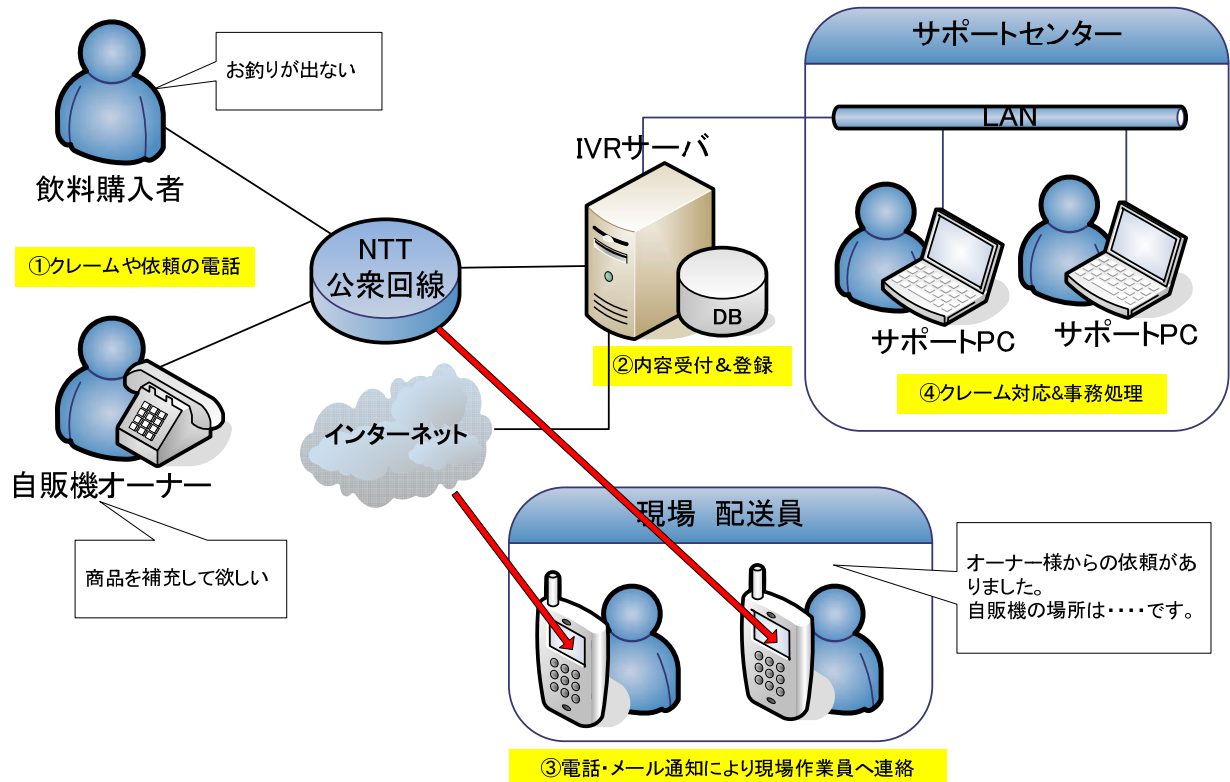 サポートセンター
お釣りが出ない
LAN
IVRサーバ
飲料購入者
①クレームや依頼の電話
NTT
公衆回線
DB
サポートPC
サポートPC
②内容受付＆登録
④クレーム対応&事務処理
インターネット
自販機オーナー
商品を補充して欲しい
現場　配送員
オーナー様からの依頼があ
りました。
自販機の場所は・・・・です。
③電話・メール通知により現場作業員へ連絡